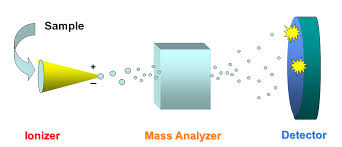 Sample
+
–
Ionizer
Mass Analyzer
Detector